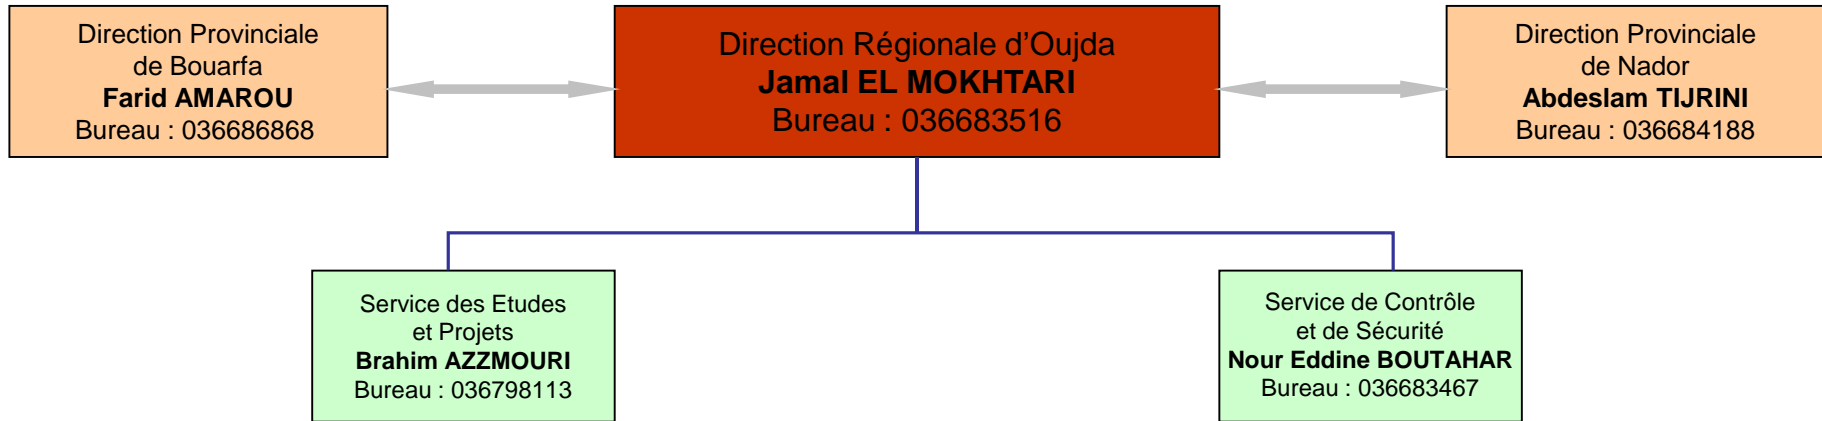 Direction Provinciale
de Bouarfa
Farid AMAROU
Bureau : 036686868
Direction Régionale d’Oujda
Jamal EL MOKHTARI
Bureau : 036683516
Direction Provinciale
de Nador
Abdeslam TIJRINI
Bureau : 036684188
Service des Etudes
et Projets
Brahim AZZMOURI
Bureau : 036798113
Service de Contrôle
et de Sécurité
Nour Eddine BOUTAHAR
Bureau : 036683467